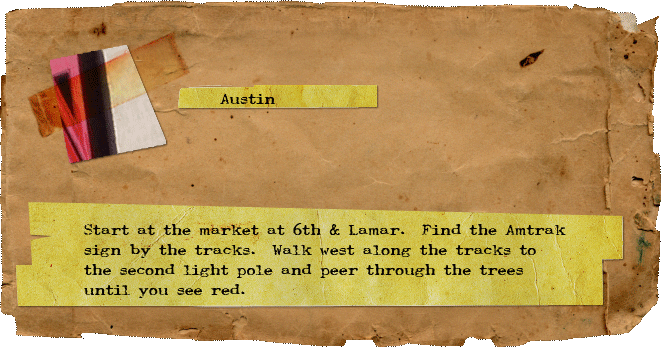 Austin
Start at the market at 6th & Lamar. Find the Amtrak
sign by the tracks. Walk west along the tracks to
the second light pole and peer through the trees
until you see red.